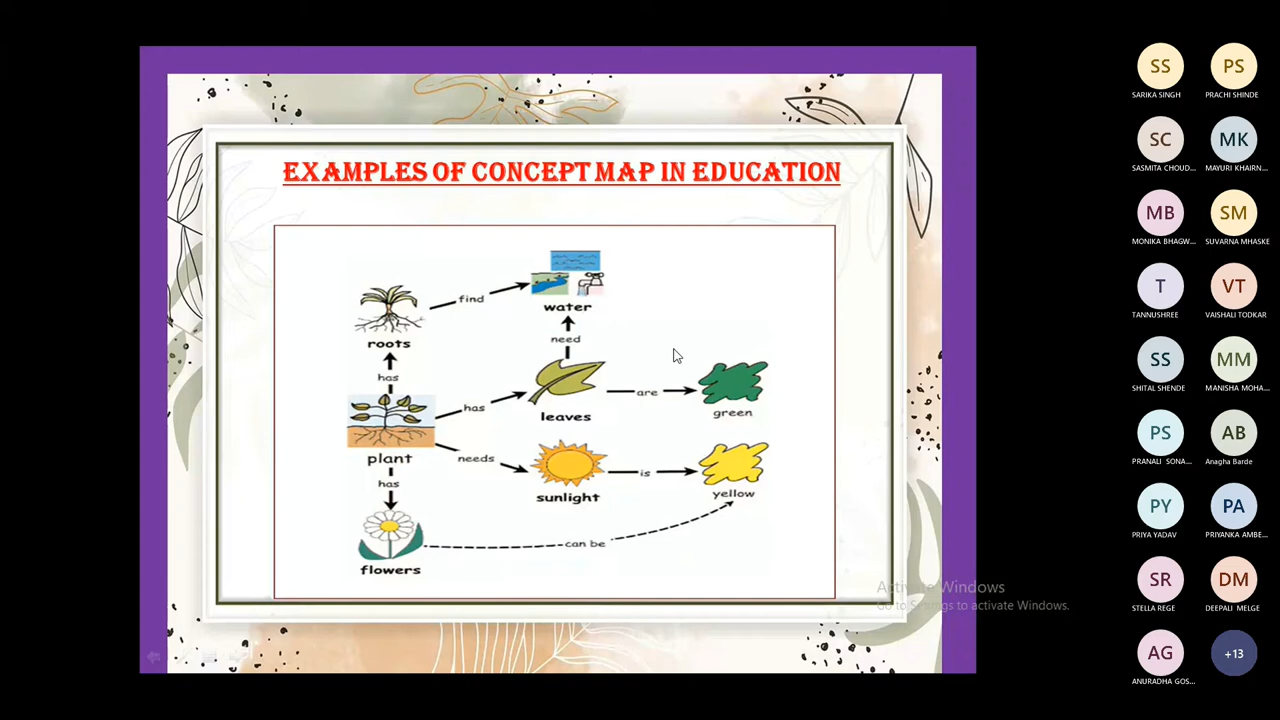 EXAMPLES OF CONCEPT MAP IN EDUCATION
find
water
roots
need
has
has
are
leaves
green
plant
needs
has
is
sunlight
yellow
can be
flowers
Activate Windows
Go to Settings to activate Windows.
SS
PS
SARIKA SINGH
PRACHI SHINDE
SC
MK
SASMITA CHOUD...
MAYURI KHAIRN...
MB
SM
MONIKA BHAGW...
SUVARNA MHASKE
T
VT
TANNUSHREE
VAISHALI TODKAR
SS
MM
SHITAL SHENDE
MANISHA MOHA...
PS
AB
PRANALI SONA...
Anagha Barde
PY
PA
PRIYA YADAV
PRIYANKA AMBE...
SR
DM
STELLA REGE
DEEPALI MELGE
AG
+13
ANURADHA GOS...